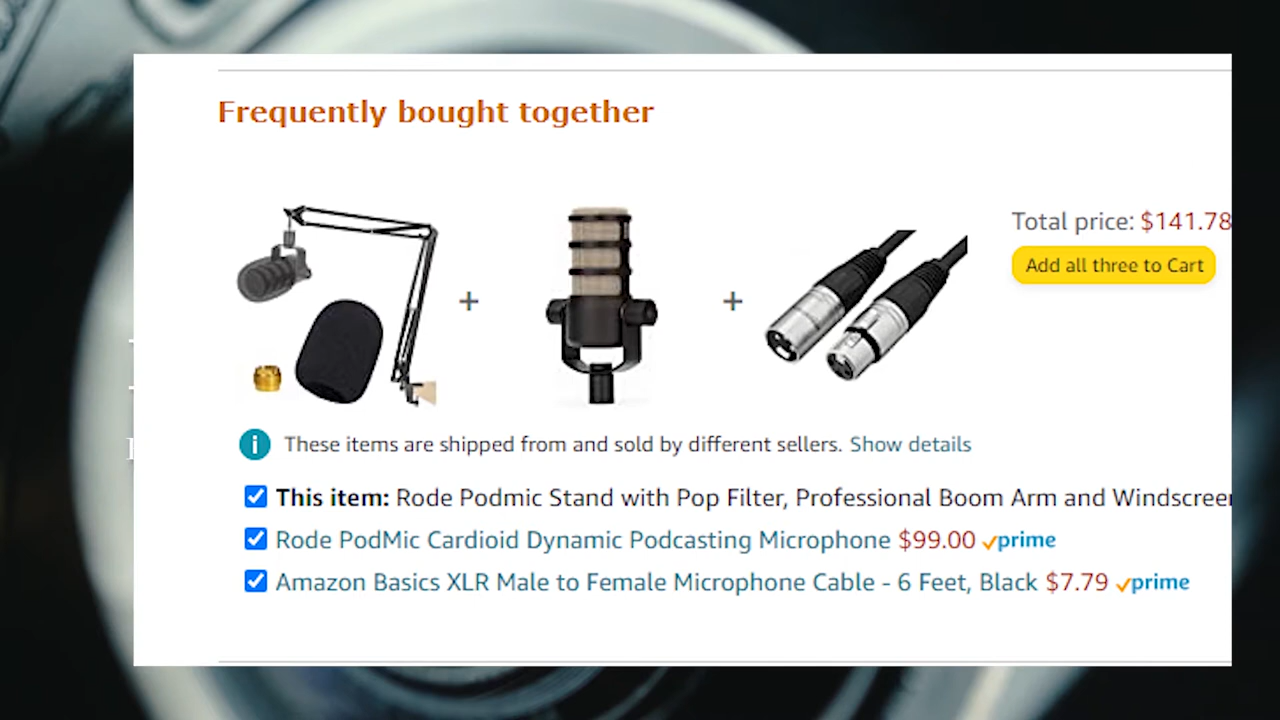 Frequently bought together
Total price: $141.78
Add all three to Cart
+
+
i These items are shipped from and sold by different sellers. Show details
This item: Rode Podmic Stand with Pop Filter, Professional Boom Arm and Windscreen
Rode PodMic Cardioid Dynamic Podcasting Microphone $99.00 prime
Amazon Basics XLR Male to Female Microphone Cable - 6 Feet, Black $7.79 prime